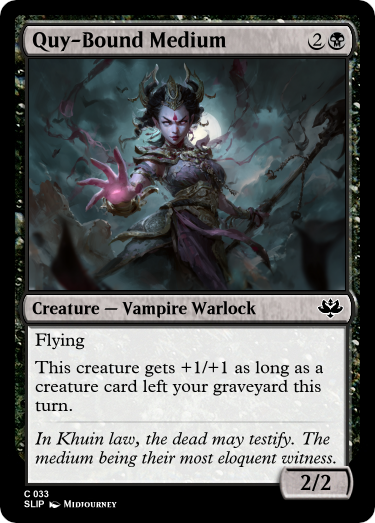 Quy-Bound Medium 2
Creature — Vampire Warlock
Flying
This creature gets +1/+1 as long as a
creature card left your graveyard this
turn.
In Khuin law, the dead may testify. The
medium being their most eloquent witness.
2/2
C 033
SLIP Midjourney